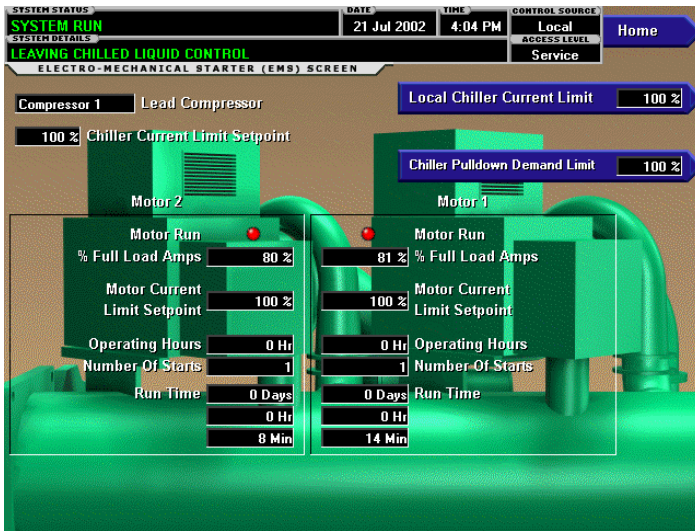 SYSTEM STATUS
SYSTEM RUN
DATE
21 Jul 2002
TIME
4:04 PM
CONTROL SOURCE
Local
Home
SYSTEM DETAILS
LEAVING CHILLED LIQUID CONTROL
ACCESS LEVEL
Service
ELECTRO-MECHANICAL STARTER (EMS) SCREEN
Compressor 1 Lead Compressor
Local Chiller Current Limit 100 %
100 % Chiller Current Limit Setpoint
Chiller Pulldown Demand Limit 100 %
Motor 2
Motor Run
% Full Load Amps 80 %
Motor Current
Limit Setpoint
100 %
Operating Hours 0 Hr
Number Of Starts 1
Run Time 0 Days
0 Hr
8 Min
Motor 1
Motor Run
81 % % Full Load Amps
Motor Current
Limit Setpoint
100 %
0 Hr Operating Hours
1 Number Of Starts
0 Days Run Time
0 Hr
14 Min